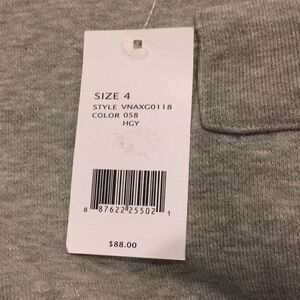 SIZE 4
STYLE VNAXG0118
COLOR 058
HGY
8 87622 25502 1
$88.00